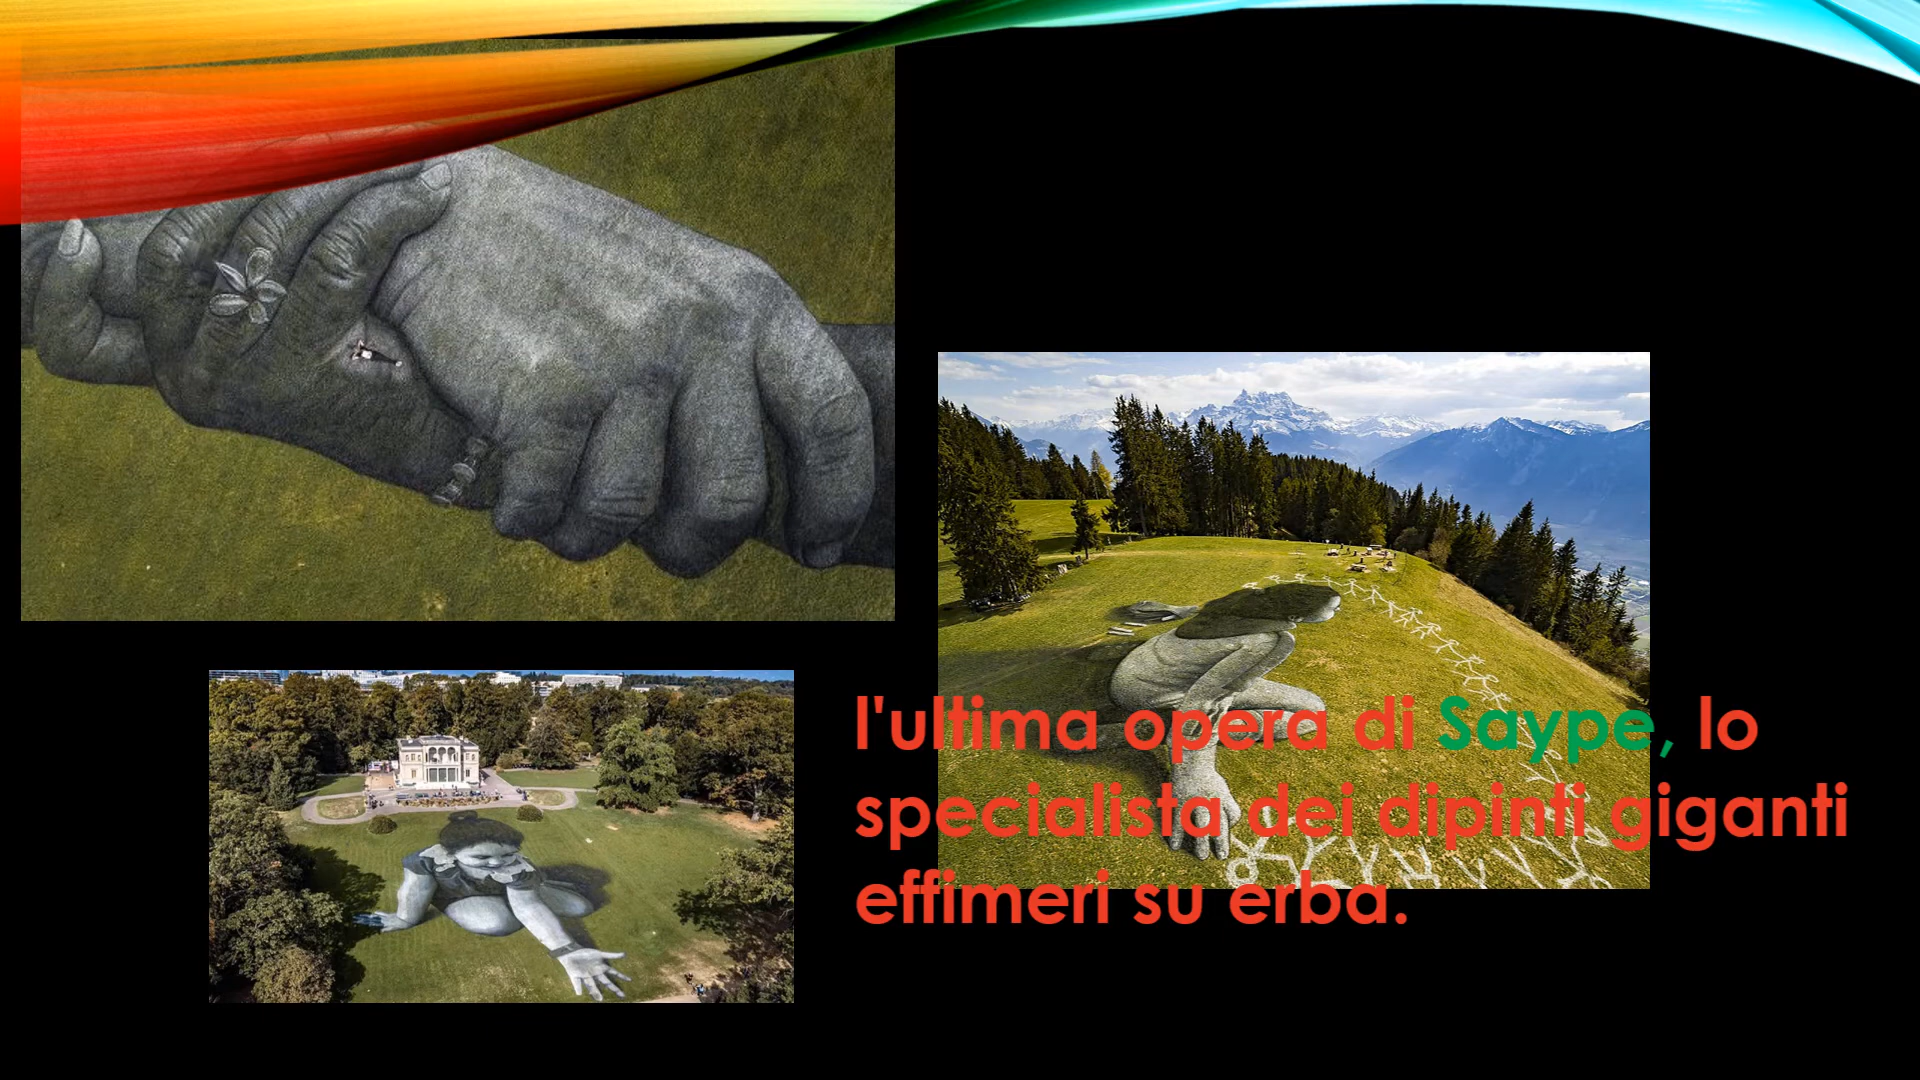 l'ultima opera di Saype, lo
specialista dei dipinti giganti
effimeri su erba.